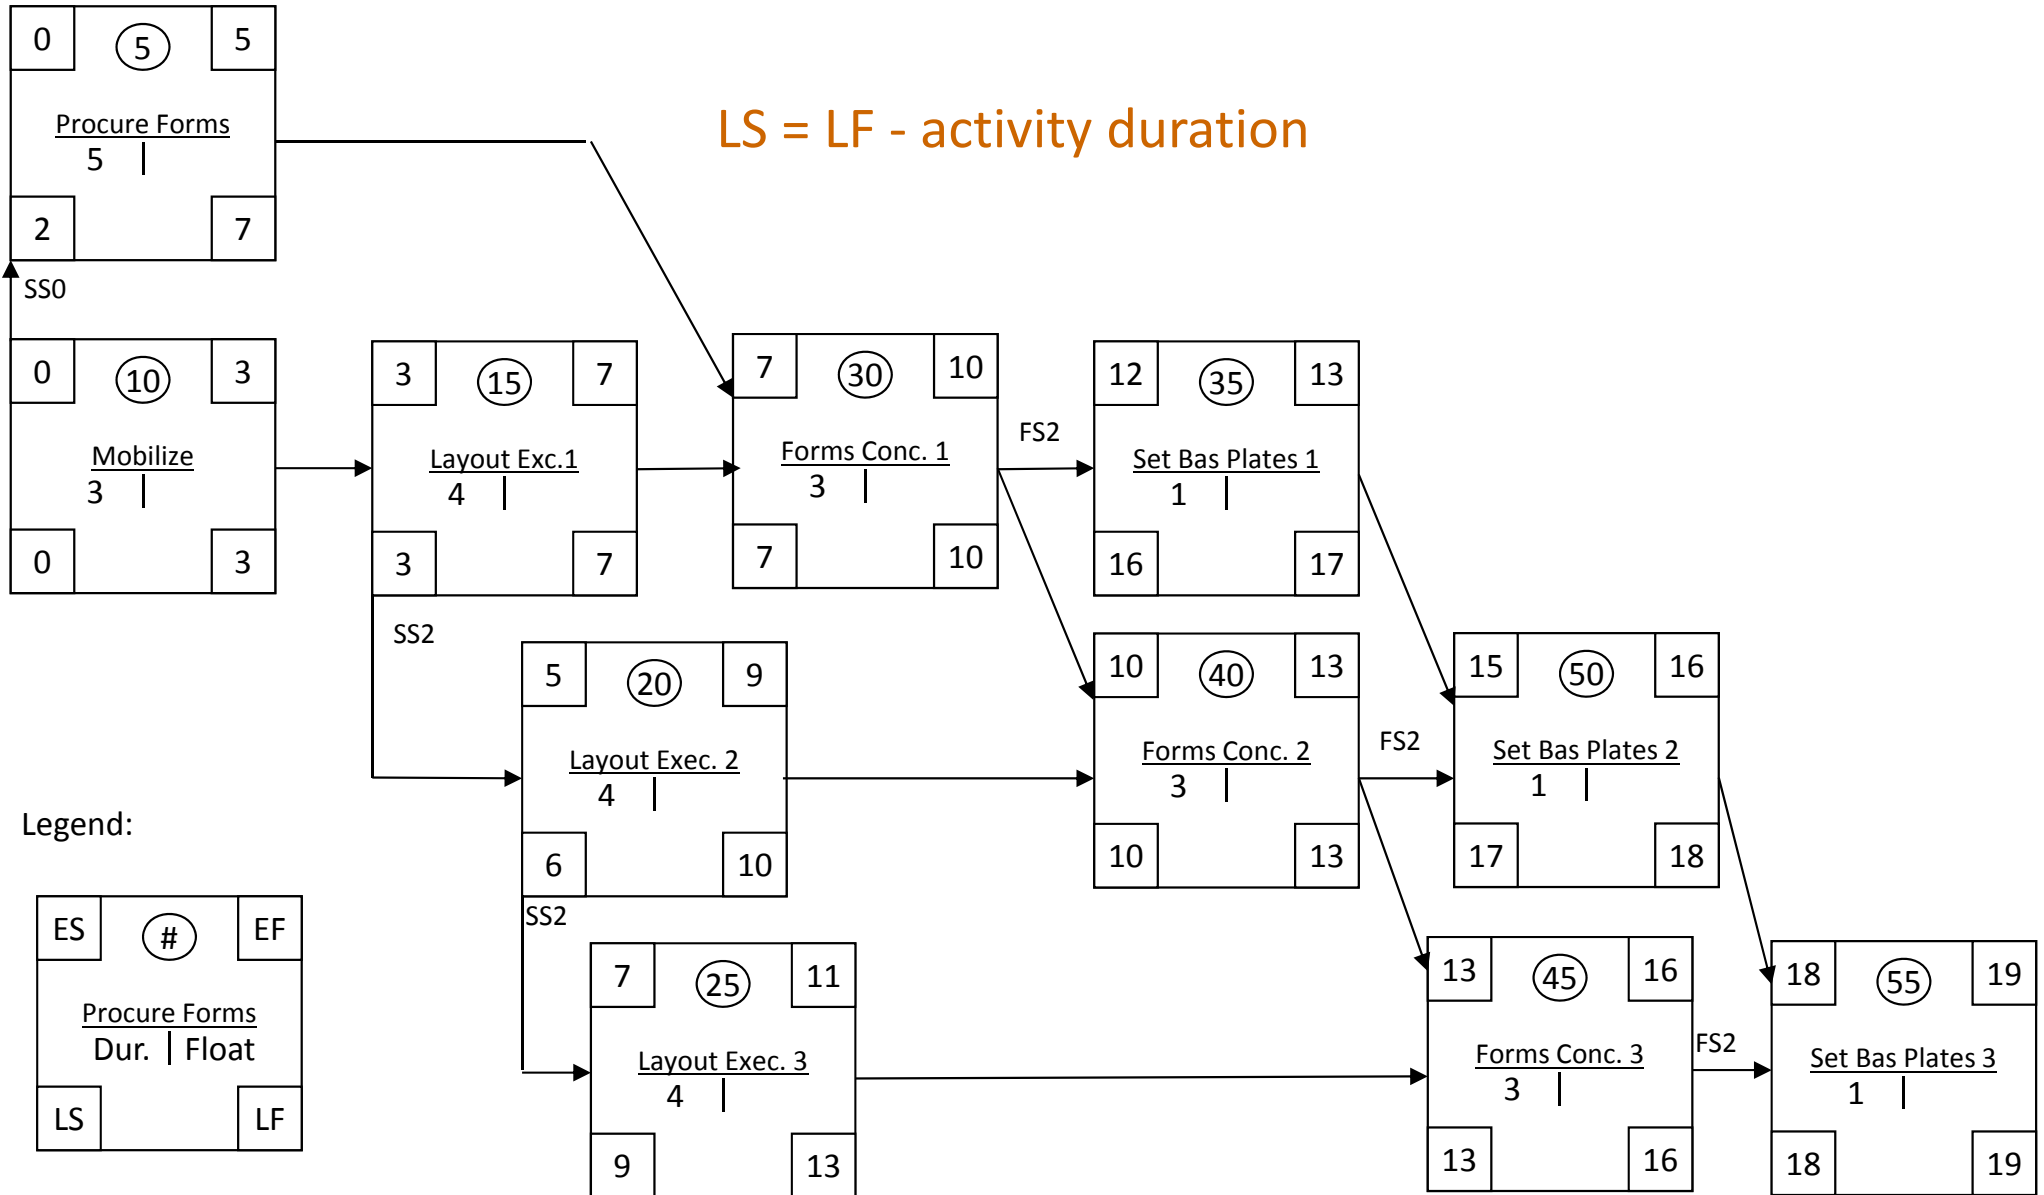 LS = LF - activity duration
0 5 5
Procure Forms
5
2 7
SS0
0 10 3
Mobilize
3
0 3
3 15 7
Layout Exc.1
4
3 7
SS2
7 30 10
Forms Conc. 1
3
7 10
FS2
12 35 13
Set Bas Plates 1
1
16 17
5 20 9
Layout Exec. 2
4
6 10
SS2
10 40 13
Forms Conc. 2
3
10 13
FS2
15 50 16
Set Bas Plates 2
1
17 18
7 25 11
Layout Exec. 3
4
9 13
13 45 16
Forms Conc. 3
3
13 16
FS2
18 55 19
Set Bas Plates 3
1
18 19
Legend:
ES # EF
Procure Forms
Dur. | Float
LS LF